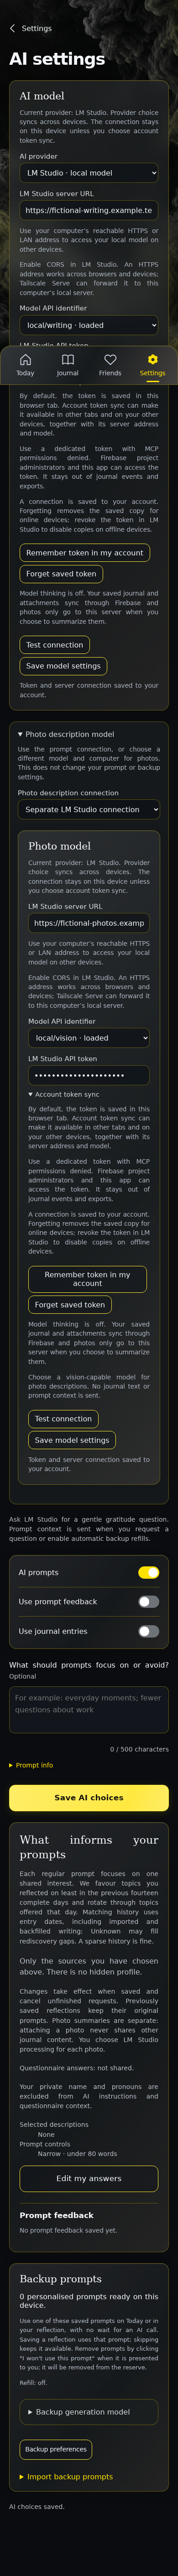 Settings
AI settings
AI model
Current provider: LM Studio. Provider choice
syncs across devices. The connection stays
on this device unless you choose account
token sync.
AI provider
LM Studio · local model
LM Studio server URL
https://fictional-writing.example.te
Use your computer's reachable HTTPS or
LAN address to access your local model on
other devices.
Enable CORS in LM Studio. An HTTPS
address works across browsers and devices;
Tailscale Serve can forward it to this
computer's local server.
Model API identifier
local/writing · loaded
LM Studio API token
Today
Journal
Friends
Settings
By default, the token is saved in this
browser tab. Account token sync can make
it available in other tabs and on your other
devices, together with its server address
and model.
Use a dedicated token with MCP
permissions denied. Firebase project
administrators and this app can access the
token. It stays out of journal events and
exports.
A connection is saved to your account.
Forgetting removes the saved copy for
online devices; revoke the token in LM
Studio to disable copies on offline devices.
Remember token in my account
Forget saved token
Model thinking is off. Your saved journal and
attachments sync through Firebase and
photos only go to this server when you
choose to summarize them.
Test connection
Save model settings
Token and server connection saved to your
account.
Photo description model
Use the prompt connection, or choose a
different model and computer for photos.
This does not change your prompt or backup
settings.
Photo description connection
Separate LM Studio connection
Photo model
Current provider: LM Studio. Provider
choice syncs across devices. The
connection stays on this device unless
you choose account token sync.
LM Studio server URL
https://fictional-photos.examp
Use your computer's reachable HTTPS
or LAN address to access your local
model on other devices.
Enable CORS in LM Studio. An HTTPS
address works across browsers and
devices; Tailscale Serve can forward it
to this computer's local server.
Model API identifier
local/vision · loaded
LM Studio API token
Account token sync
By default, the token is saved in this
browser tab. Account token sync can
make it available in other tabs and on
your other devices, together with its
server address and model.
Use a dedicated token with MCP
permissions denied. Firebase project
administrators and this app can
access the token. It stays out of
journal events and exports.
A connection is saved to your account.
Forgetting removes the saved copy for
online devices; revoke the token in LM
Studio to disable copies on offline
devices.
Remember token in my
account
Forget saved token
Model thinking is off. Your saved
journal and attachments sync through
Firebase and photos only go to this
server when you choose to summarize
them.
Choose a vision-capable model for
photo descriptions. No journal text or
prompt context is sent.
Test connection
Save model settings
Token and server connection saved to
your account.
Ask LM Studio for a gentle gratitude question.
Prompt context is sent when you request a
question or enable automatic backup refills.
AI prompts
Use prompt feedback
Use journal entries
What should prompts focus on or avoid?
Optional
For example: everyday moments; fewer
questions about work
0 / 500 characters
Prompt info
Save AI choices
What informs your
prompts
Each regular prompt focuses on one
shared interest. We favour topics you
reflected on least in the previous fourteen
complete days and rotate through topics
offered that day. Matching history uses
entry dates, including imported and
backfilled writing; Unknown may fill
rediscovery gaps. A sparse history is fine.
Only the sources you have chosen
above. There is no hidden profile.
Changes take effect when saved and
cancel unfinished requests. Previously
saved reflections keep their original
prompts. Photo summaries are separate:
attaching a photo never shares other
journal content. You choose LM Studio
processing for each photo.
Questionnaire answers: not shared.
Your private name and pronouns are
excluded from AI instructions and
questionnaire context.
Selected descriptions
None
Prompt controls
Narrow · under 80 words
Edit my answers
Prompt feedback
No prompt feedback saved yet.
Backup prompts
0 personalised prompts ready on this
device.
Use one of these saved prompts on Today or in
your reflection, with no wait for an AI call.
Saving a reflection uses that prompt; skipping
keeps it available. Remove prompts by clicking
"I won't use this prompt" when it is presented
to you; it will be removed from the reserve.
Refill: off.
Backup generation model
Backup preferences
Import backup prompts
AI choices saved.